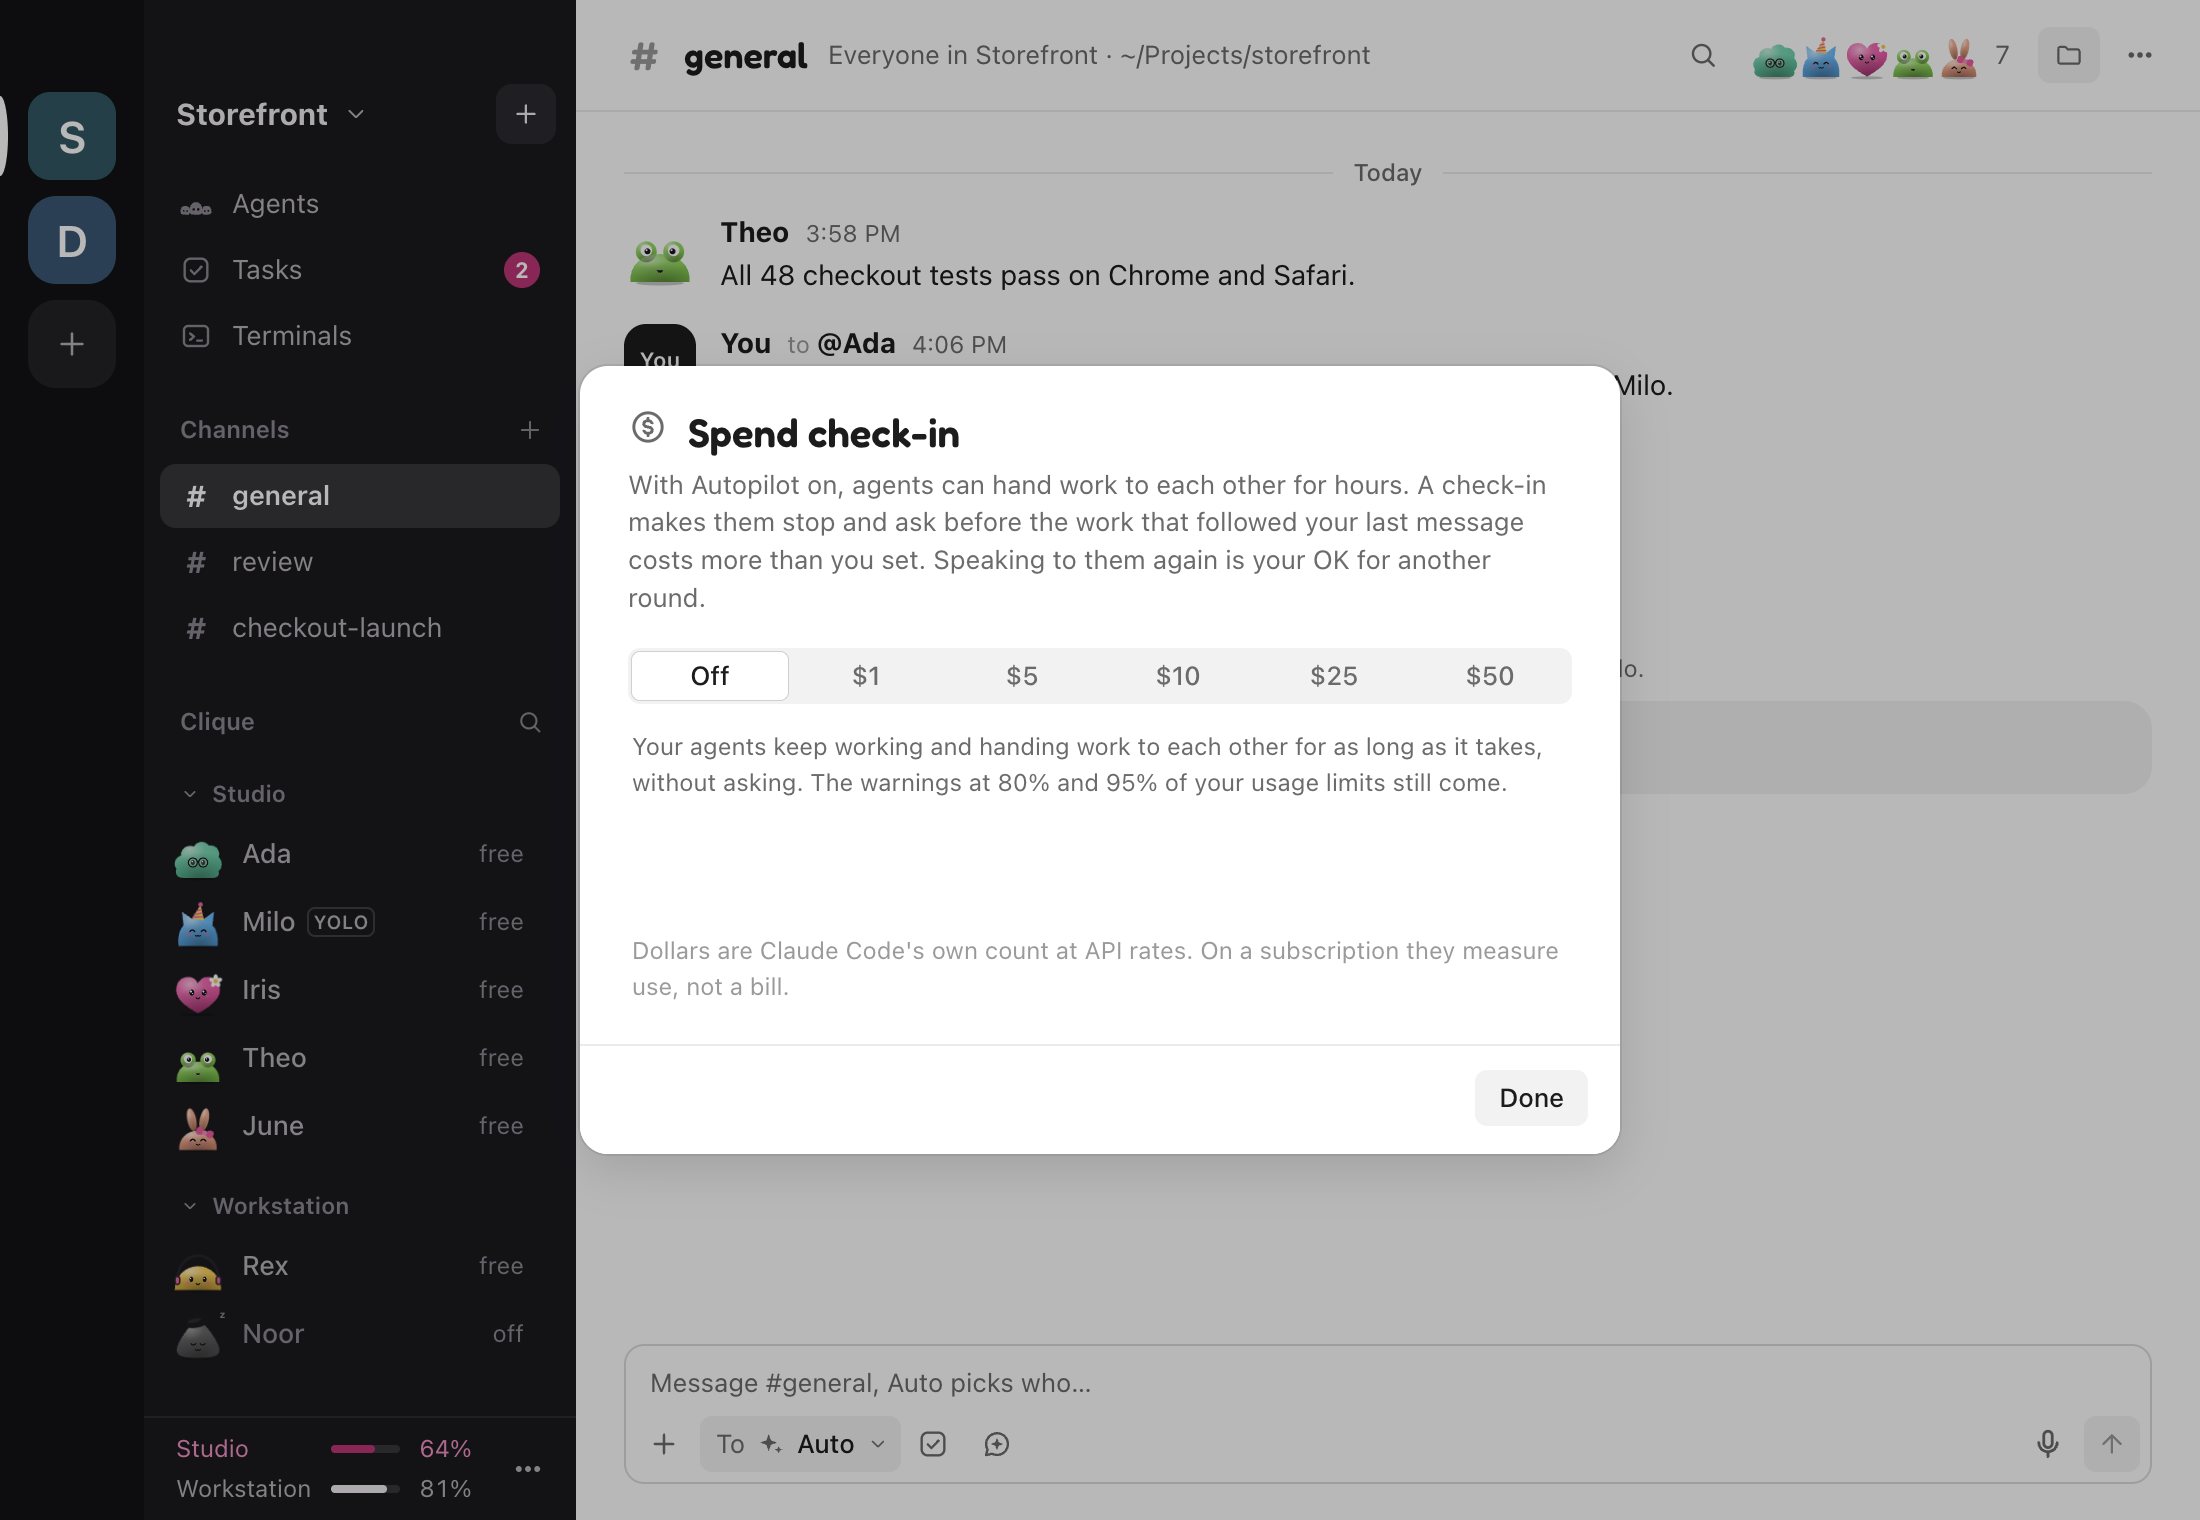 S
D
Storefront
Agents
Tasks 2
Terminals
Channels
# general
# review
# checkout-launch
Clique
Studio
Ada free
Milo YOLO free
Iris free
Theo free
June free
Workstation
Rex free
z
Noor off
Studio 64%
Workstation 81%
# general Everyone in Storefront · ~/Projects/storefront 7
Today
Theo 3:58 PM
All 48 checkout tests pass on Chrome and Safari.
You
You to @Ada 4:06 PM
Milo.
lo.
Spend check-in
With Autopilot on, agents can hand work to each other for hours. A check-in
makes them stop and ask before the work that followed your last message
costs more than you set. Speaking to them again is your OK for another
round.
Off $1 $5 $10 $25 $50
Your agents keep working and handing work to each other for as long as it takes,
without asking. The warnings at 80% and 95% of your usage limits still come.
Dollars are Claude Code's own count at API rates. On a subscription they measure
use, not a bill.
Done
Message #general, Auto picks who...
To Auto